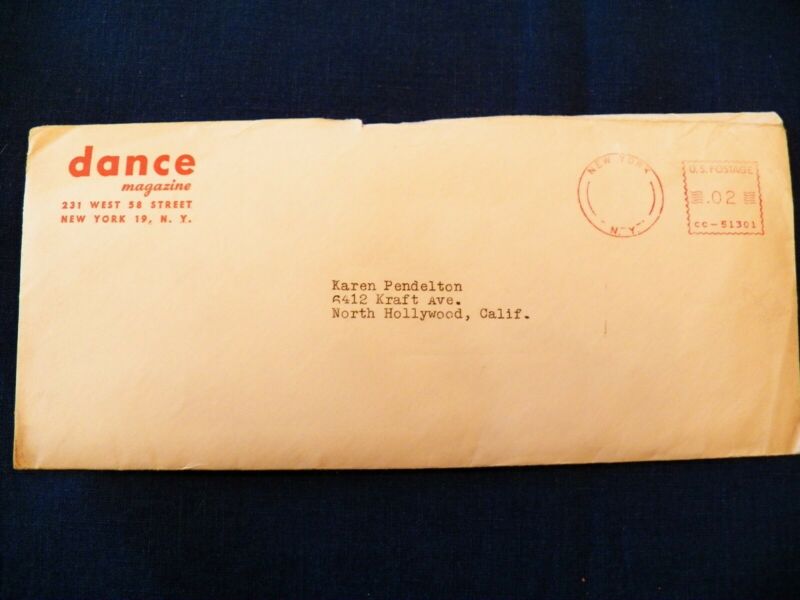 dance
magazine
231 WEST 58 STREET
NEW YORK 19, N. Y.
NEW YORK
N. Y.
U.S. POSTAGE
.02
CC-51301
Karen Pendelton
6412 Kraft Ave.
North Hollywood, Calif.